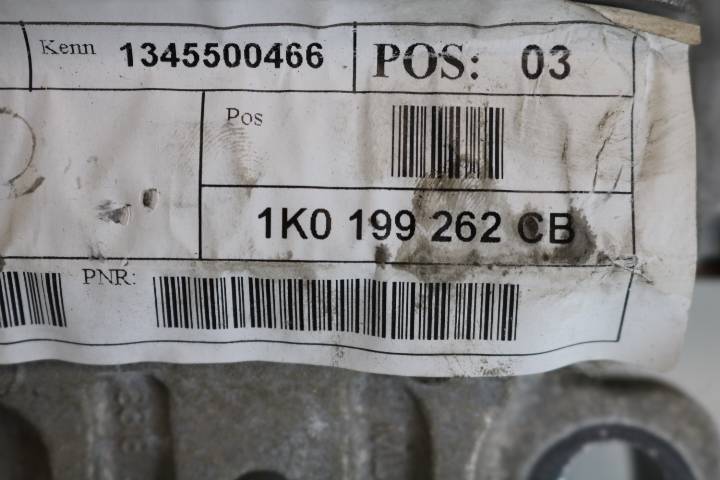 Kenn 1345500466 POS: 03
Pos
1K0 199 262 CB
PNR: